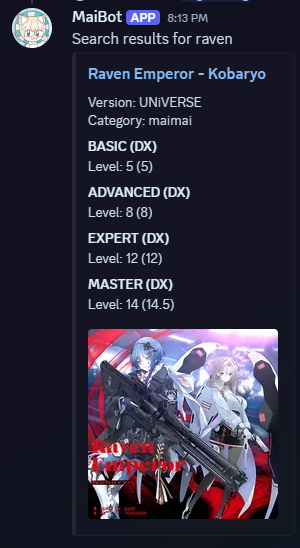 MaiBot APP 8:13 PM
Search results for raven
Raven Emperor - Kobaryo
Version: UNiVERSE
Category: maimai
BASIC (DX)
Level: 5 (5)
ADVANCED (DX)
Level: 8 (8)
EXPERT (DX)
Level: 12 (12)
MASTER (DX)
Level: 14 (14.5)
Raven
Emperor